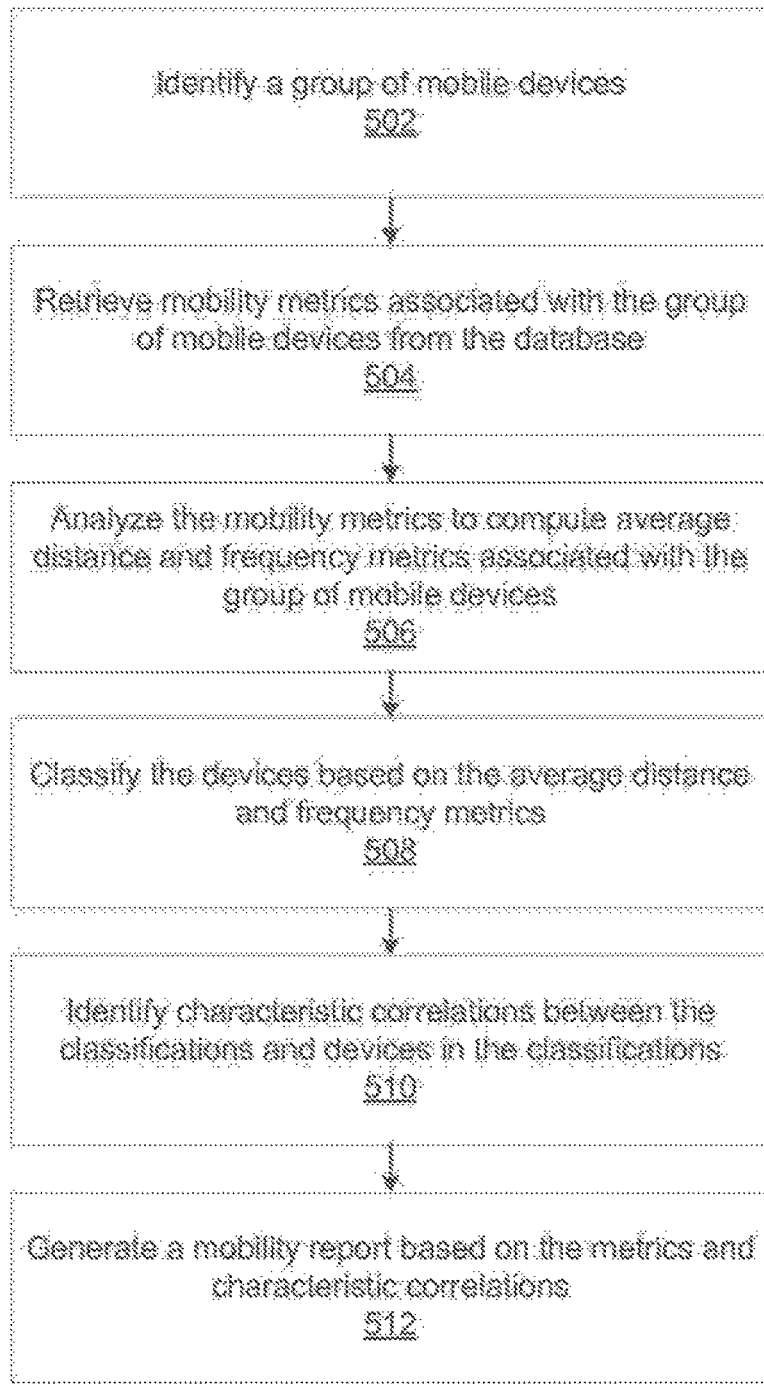 Identify a group of mobile devices
502
Retrieve mobility metrics associated with the group
of mobile devices from the database
504
Analyze the mobility metrics to compute average
distance and frequency metrics associated with the
group of mobile devices
506
Classify the devices based on the average distance
and frequency metrics
508
Identify characteristic correlations between the
classifications and devices in the classifications
510
Generate a mobility report based on the metrics and
characteristic correlations
512